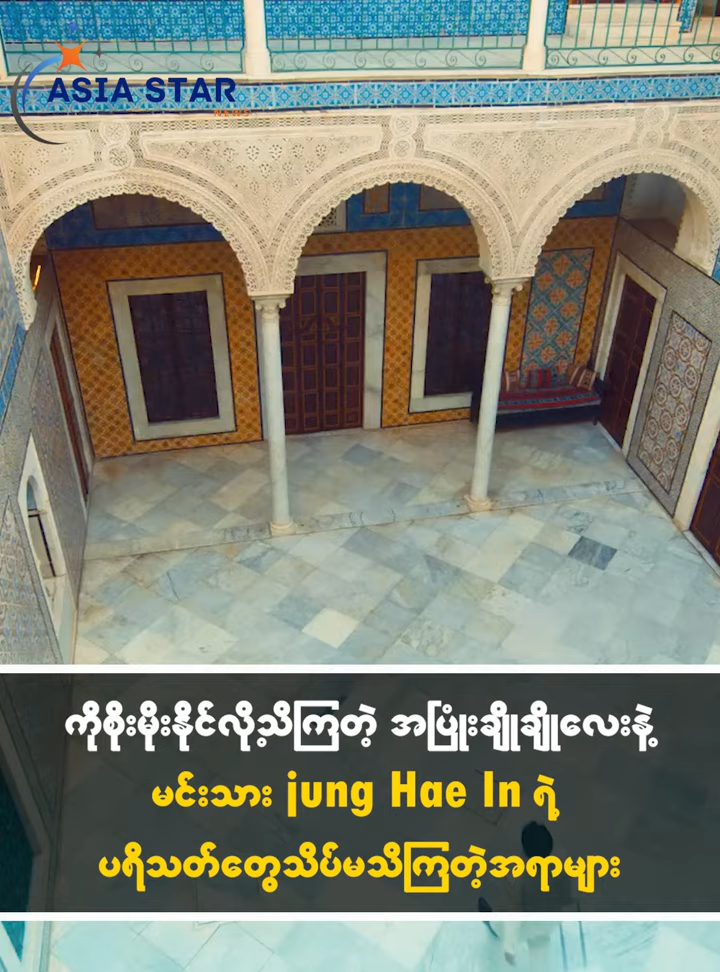 ASIA STAR
NEWS
ကိုစိုးမိုးနိုင်လို့သိကြတဲ့ အပြုံးချိုချိုလေးနဲ့
မင်းသား jung Hae In ရဲ့
ပရိသတ်တွေသိပ်မသိကြတဲ့အရာများ